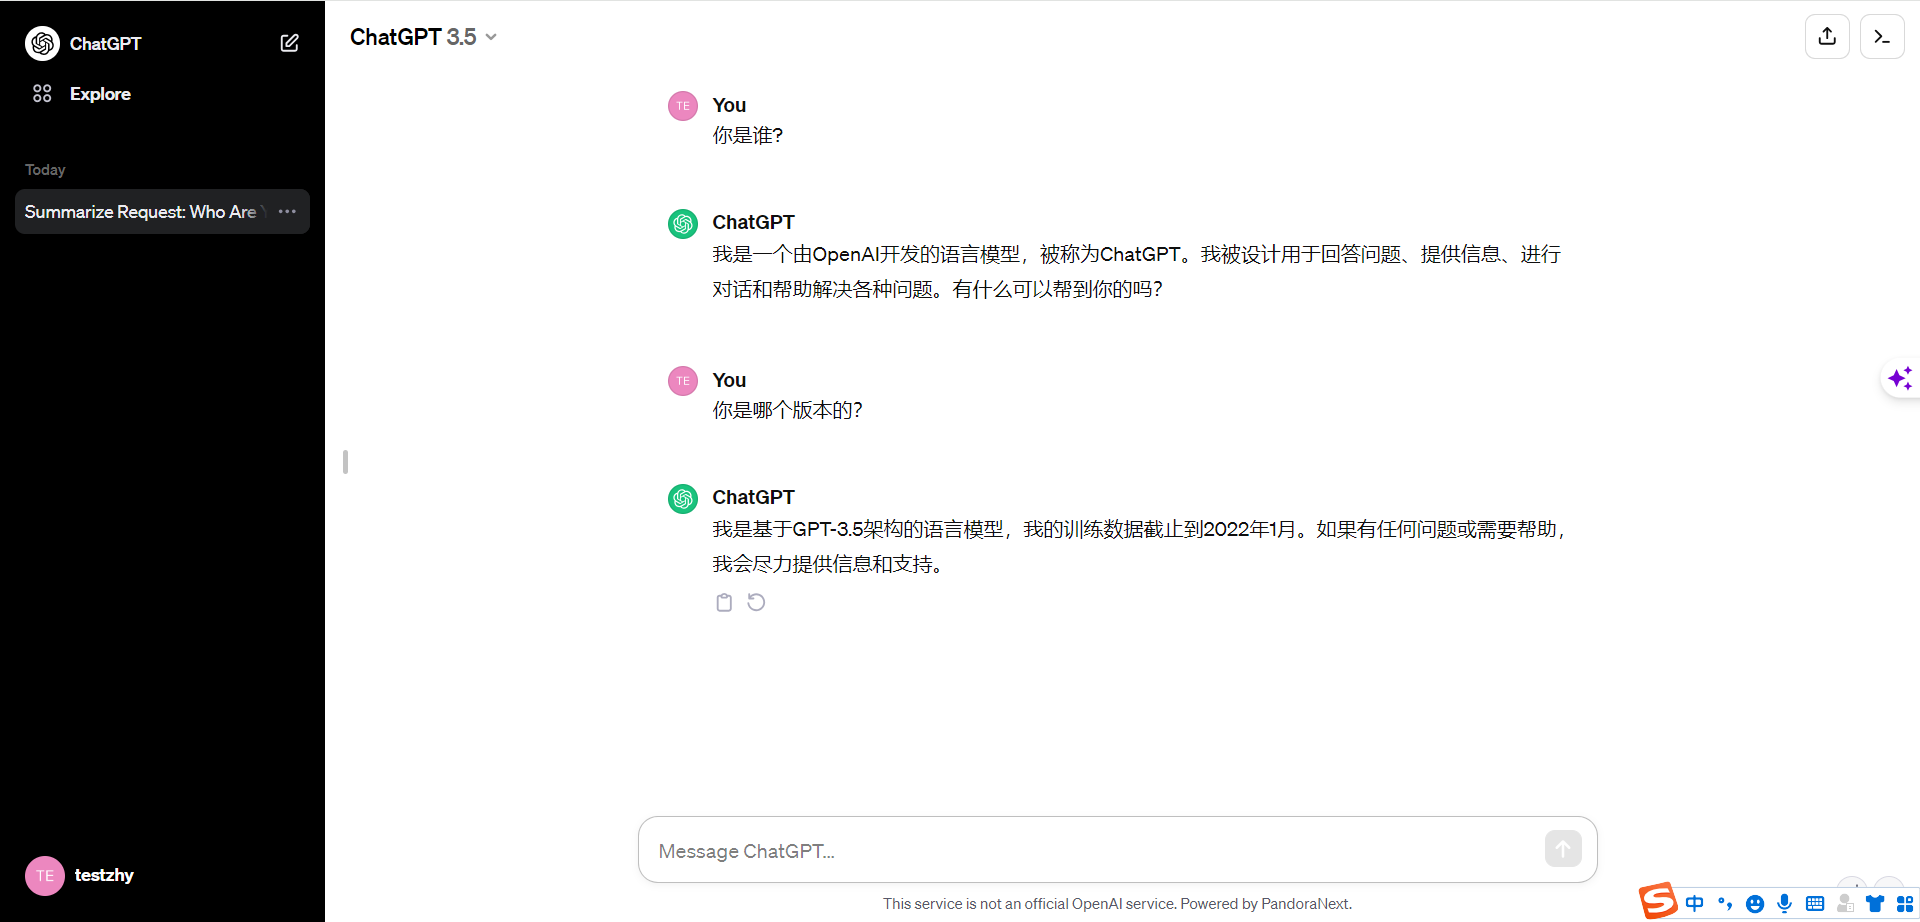 ChatGPT
Explore
Today
Summarize Request: Who Are
testzhy
TE
ChatGPT 3.5
TE
You
你是谁?
ChatGPT
我是一个由OpenAI开发的语言模型，被称为ChatGPT。我被设计用于回答问题、提供信息、进行
对话和帮助解决各种问题。有什么可以帮到你的吗?
TE
You
你是哪个版本的?
ChatGPT
我是基于GPT-3.5架构的语言模型，我的训练数据截止到2022年1月。如果有任何问题或需要帮助，
我会尽力提供信息和支持。
Message ChatGPT...
This service is not an official OpenAI service. Powered by PandoraNext.
S 中